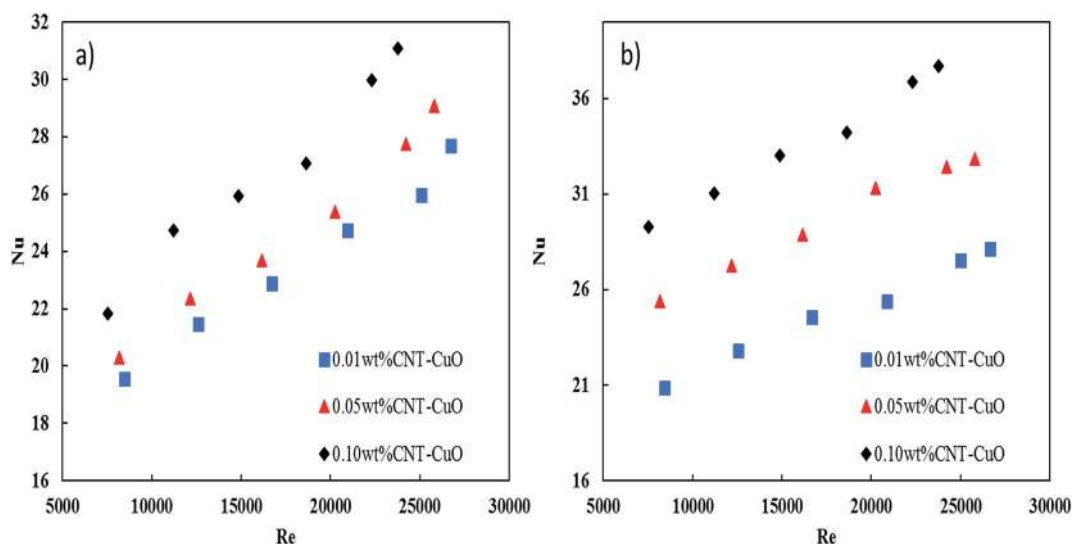 a)
32
30
28
26
24
22
20
18
16
Nu
0.01wt%CNT-CuO
0.05wt%CNT-CuO
0.10wt%CNT-CuO
5000 10000 15000 20000 25000 30000
Re
b)
36
31
26
21
16
Nu
0.01wt%CNT-CuO
0.05wt%CNT-CuO
0.10wt%CNT-CuO
5000 10000 15000 20000 25000 30000
Re